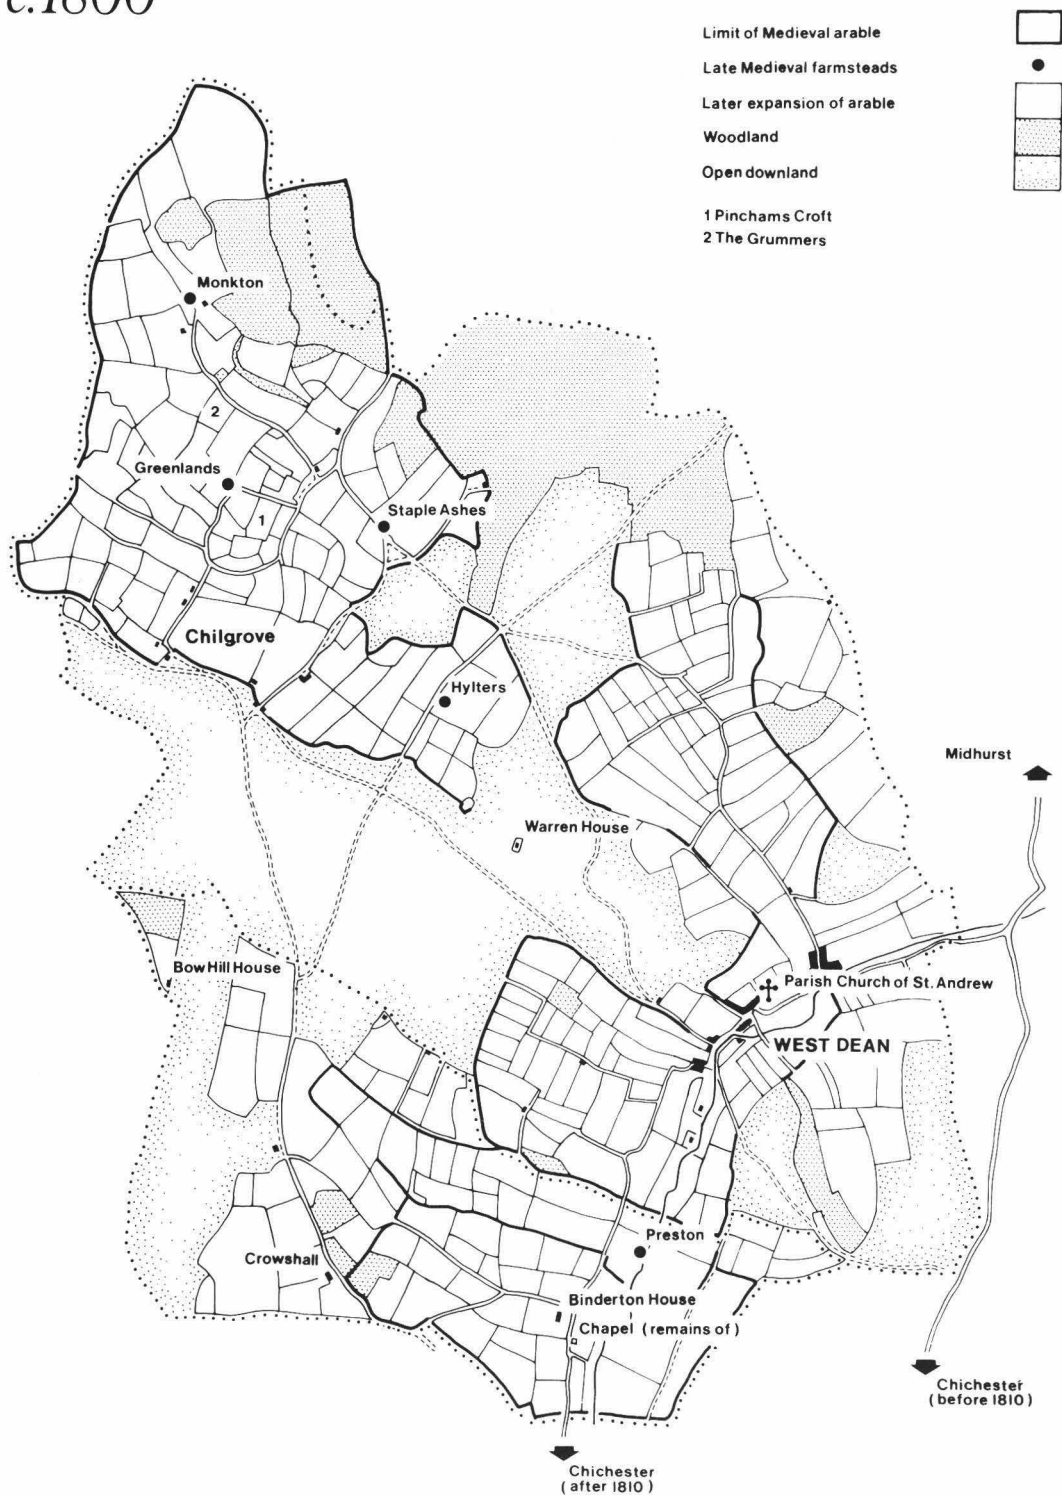 c.1800
Limit of Medieval arable
Late Medieval farmsteads
Later expansion of arable
Woodland
Open downland
1 Pinchams Croft
2 The Grummers
Monkton
2
Greenlands
1
Staple Ashes
Chilgrove
Hylters
Midhurst
Warren House
Bow Hill House
Parish Church of St. Andrew
WEST DEAN
Preston
Crowshall
Binderton House
Chapel (remains of)
Chichester
(before 1810)
Chichester
(after 1810)